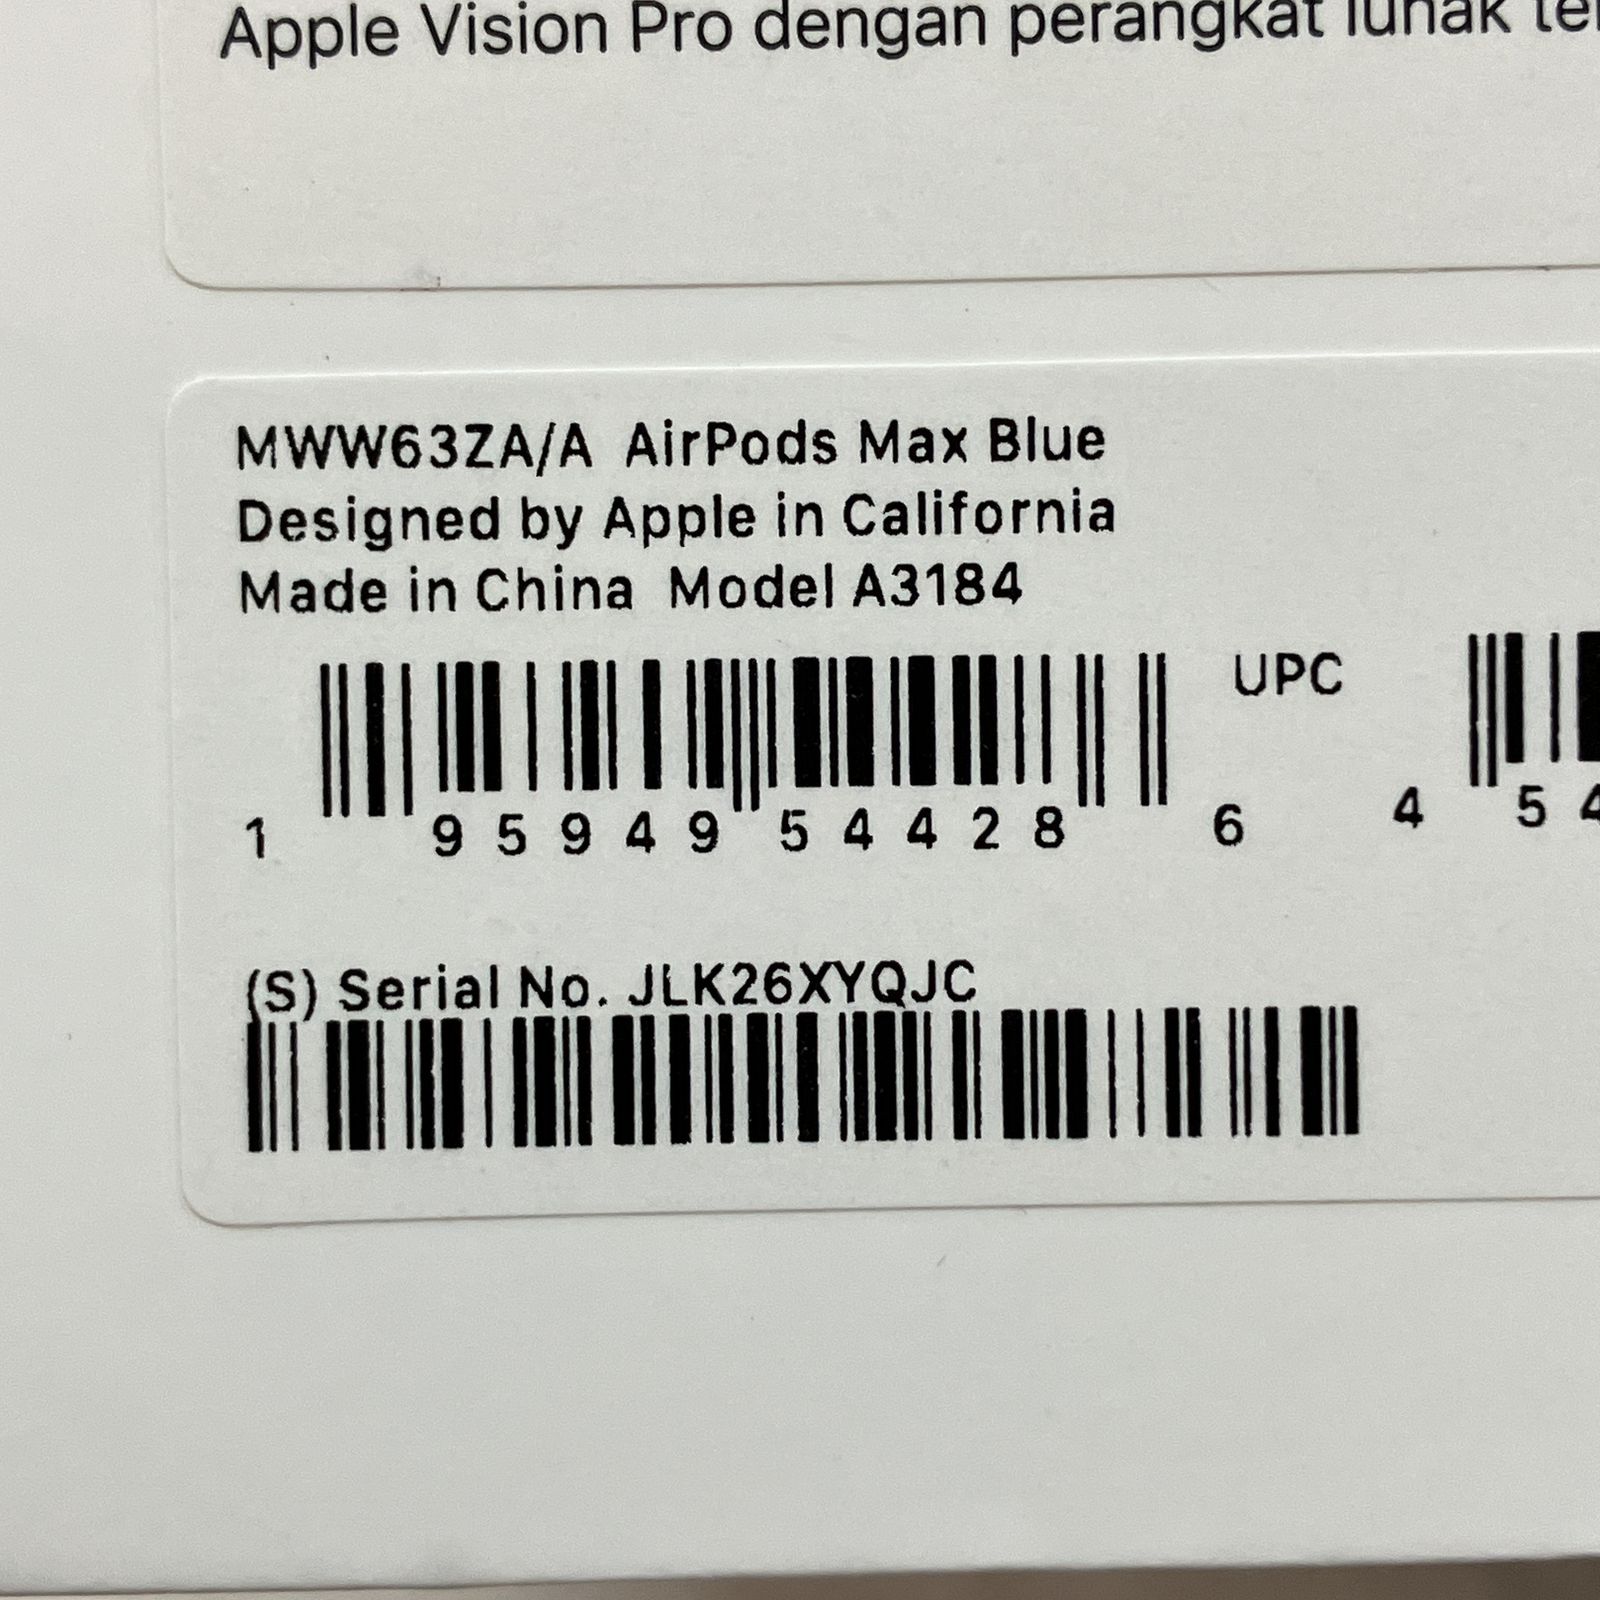 Apple Vision Pro dengan perangkat lunak
MWW63ZA/A AirPods Max Blue
Designed by Apple in California
Made in China Model A3184
UPC
1 95949 54428 6
4 5
(S) Serial No. JLK26XYQJC